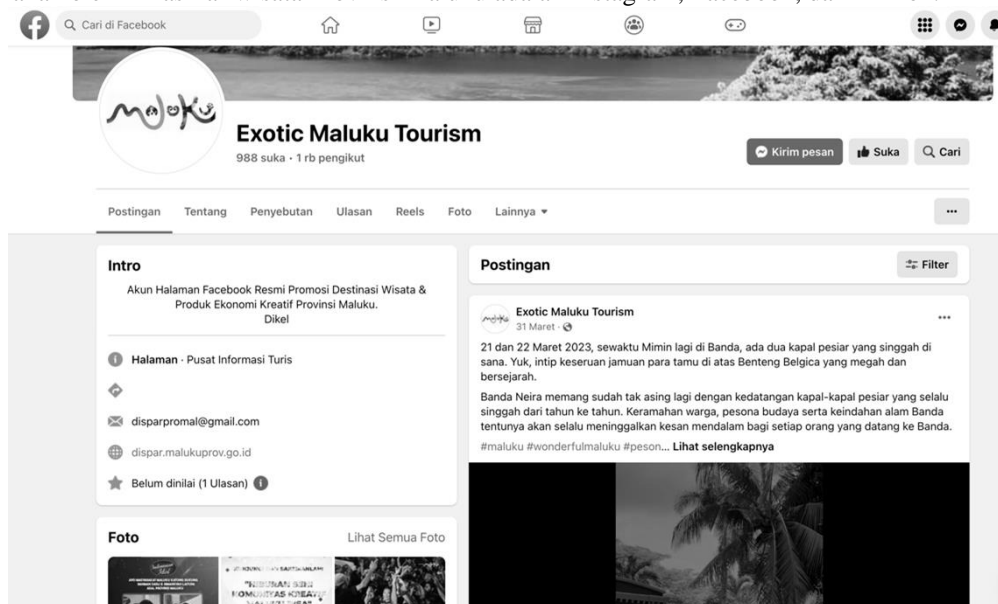 Cari di Facebook
moloku
Exotic Maluku Tourism
988 suka · 1 rb pengikut
Kirim pesan
Suka
Cari
Postingan
Tentang
Penyebutan
Ulasan
Reels
Foto
Lainnya
Intro
Akun Halaman Facebook Resmi Promosi Destinasi Wisata &
Produk Ekonomi Kreatif Provinsi Maluku.
Dikel
Halaman · Pusat Informasi Turis
disparpromal@gmail.com
dispar.malukuprov.go.id
Belum dinilai (1 Ulasan)
Foto
Lihat Semua Foto
Postingan
Filter
Exotic Maluku Tourism
31 Maret
21 dan 22 Maret 2023, sewaktu Mimin lagi di Banda, ada dua kapal pesiar yang singgah di
sana. Yuk, intip keseruan jamuan para tamu di atas Benteng Belgica yang megah dan
bersejarah.
Banda Neira memang sudah tak asing lagi dengan kedatangan kapal-kapal pesiar yang selalu
singgah dari tahun ke tahun. Keramahan warga, pesona budaya serta keindahan alam Banda
tentunya akan selalu meninggalkan kesan mendalam bagi setiap orang yang datang ke Banda.
#maluku #wonderfulmaluku #peson... Lihat selengkapnya